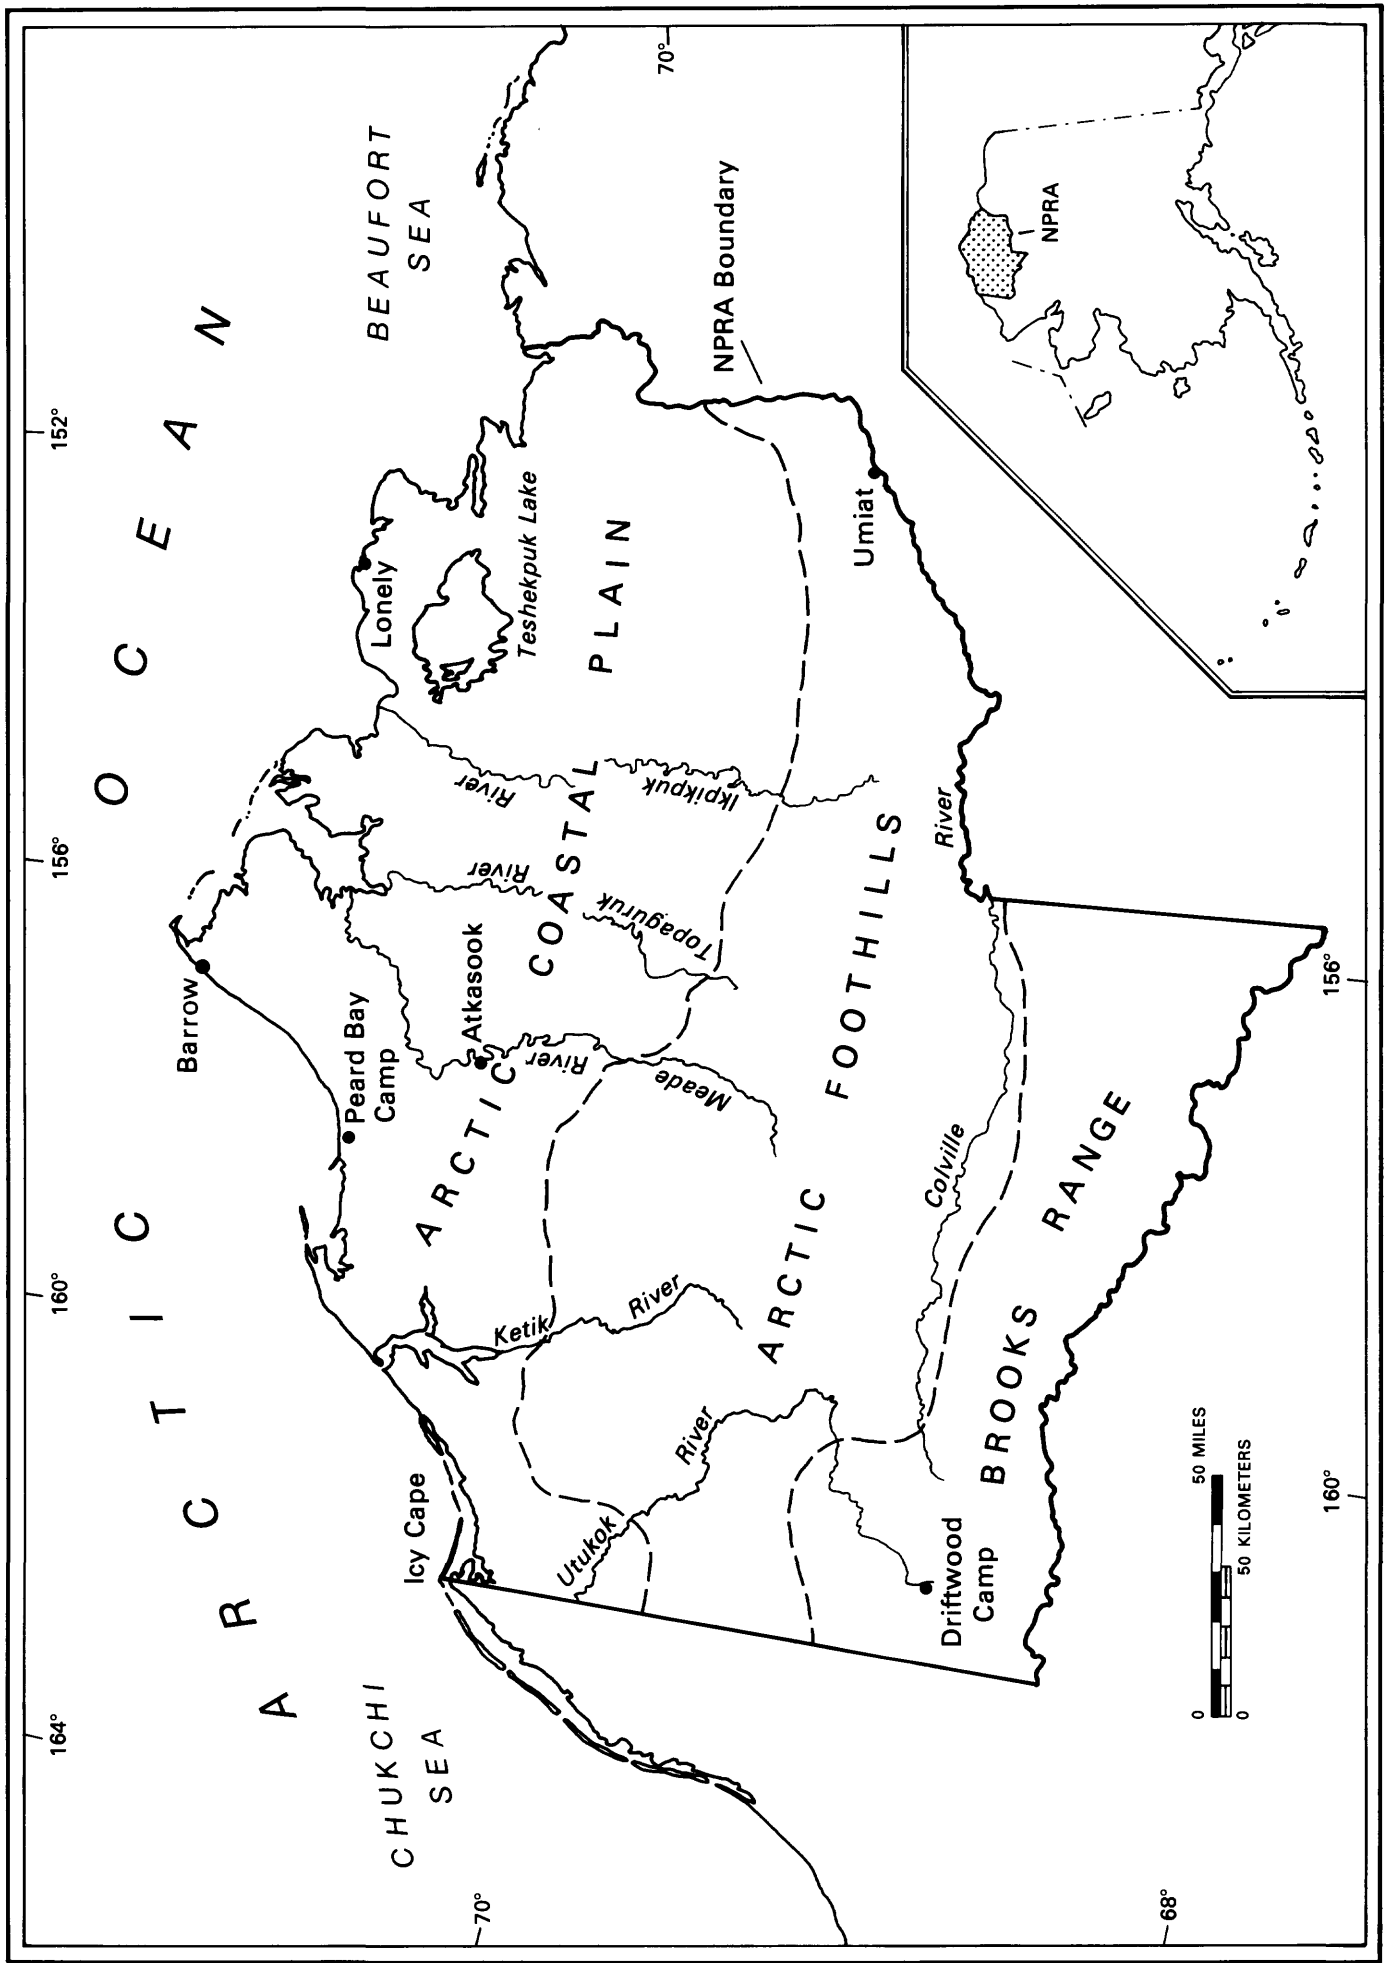 152°
156°
160°
164°
ARCTIC OCEAN
BEAUFORT
SEA
CHUKCHI
SEA
70°
70°
68°
156°
160°
Barrow
Peard Bay
Camp
Lonely
Teshekpuk Lake
Atkasook
Icy Cape
ARCTIC COASTAL PLAIN
River
Ikpikpuk
River
Topaguruk
River
Meade
Ketik
River
Utukok
River
ARCTIC FOOTHILLS
Colville
River
Umiat
NPRA Boundary
BROOKS RANGE
Driftwood
Camp
NPRA
0
50 MILES
0
50 KILOMETERS